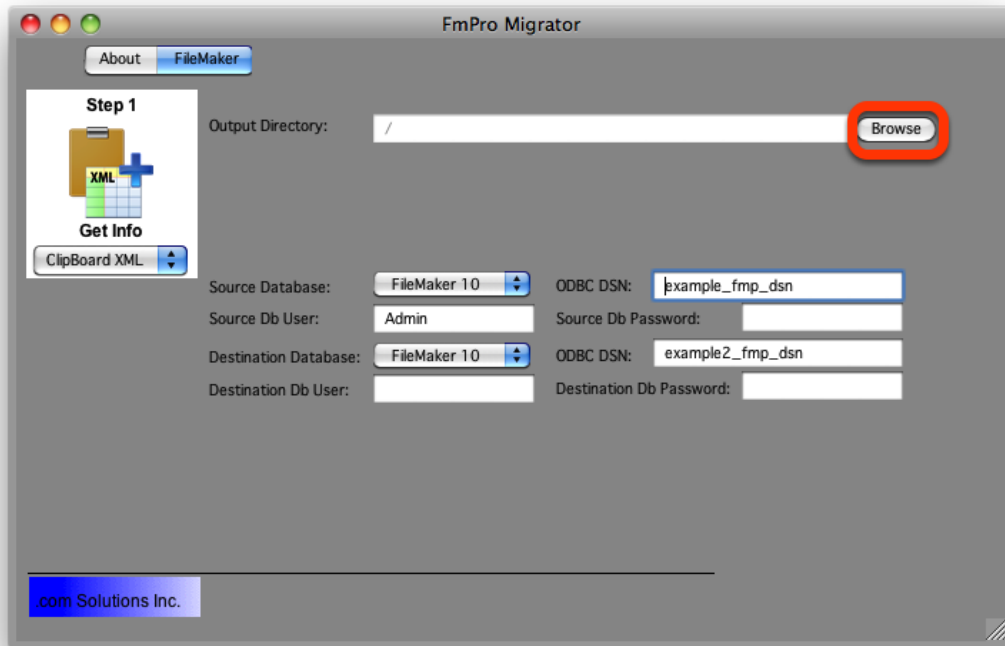 FmPro Migrator
About FileMaker
Step 1
XML
Get Info
ClipBoard XML
Output Directory: / Browse
Source Database: FileMaker 10 ODBC DSN: example_fmp_dsn
Source Db User: Admin Source Db Password:
Destination Database: FileMaker 10 ODBC DSN: example2_fmp_dsn
Destination Db User: Destination Db Password:
.com Solutions Inc.